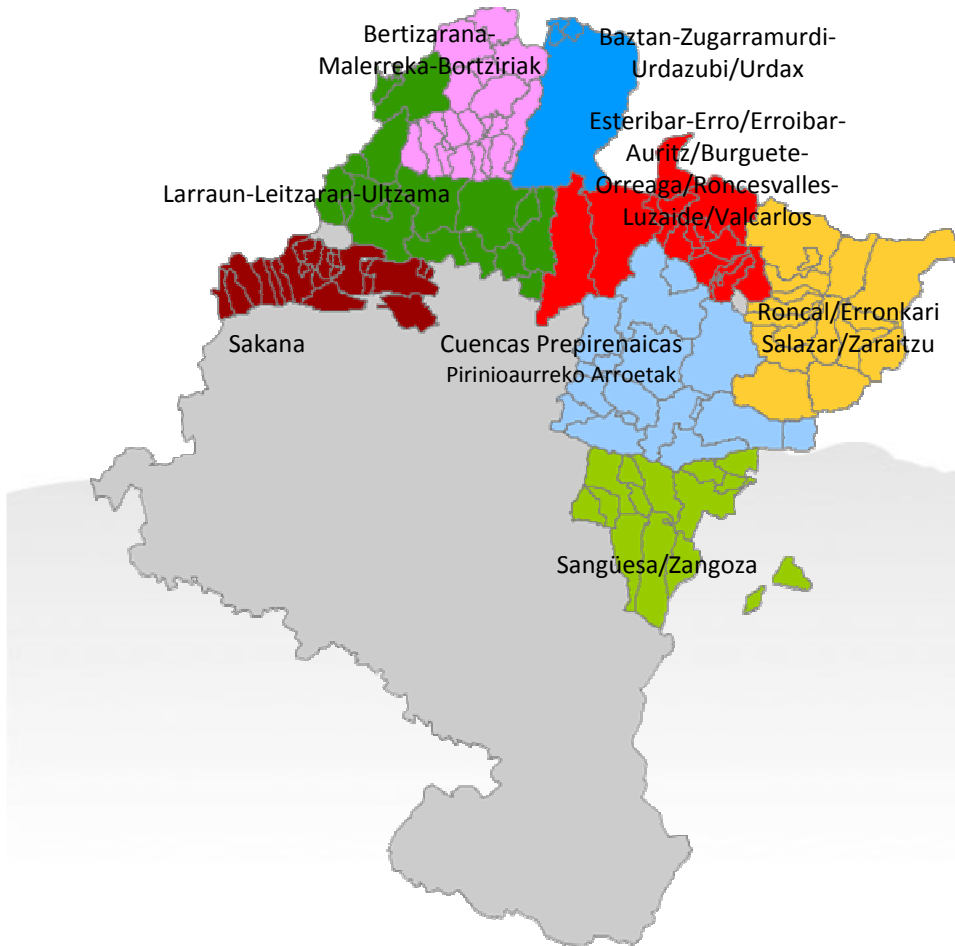 Bertizarana-
Malerreka-Bortziriak
Baztan-Zugarramurdi-
Urdazubi/Urdax
Esteribar-Erro/Erroibar-
Auritz/Burguete-
Orreaga/Roncesvalles-
Luzaide/Valcarlos
Larraun-Leitzaran-Ultzama
Roncal/Erronkari
Salazar/Zaraitzu
Sakana
Cuencas Prepirenaicas
Pirinioaurreko Arroetak
Sangüesa/Zangoza